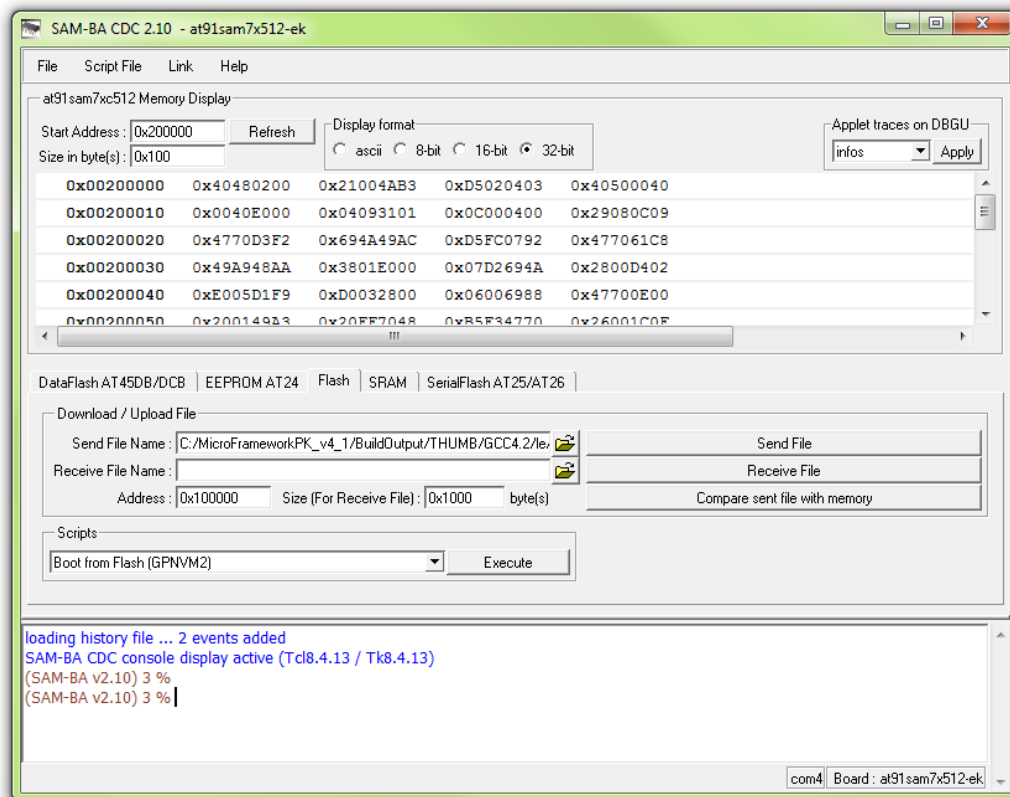 SAM-BA CDC 2.10 - at91sam7x512-ek
File Script File Link Help
at91sam7xc512 Memory Display
Start Address : 0x200000 Refresh
Size in byte(s) : 0x100
Display format
ascii 8-bit 16-bit 32-bit
Applet traces on DBGU
infos Apply
0x00200000 0x40480200 0x21004AB3 0xD5020403 0x40500040
0x00200010 0x0040E000 0x04093101 0x0C000400 0x29080C09
0x00200020 0x4770D3F2 0x694A49AC 0xD5FC0792 0x477061C8
0x00200030 0x49A948AA 0x3801E000 0x07D2694A 0x2800D402
0x00200040 0xE005D1F9 0xD0032800 0x06006988 0x47700E00
0x00200050 0x200149A3 0x20FF7048 0xB5F34770 0x26001C0F
DataFlash AT45DB/DCB EEPROM AT24 Flash SRAM SerialFlash AT25/AT26
Download / Upload File
Send File Name : C:/MicroFrameworkPK_v4_1/BuildOutput/THUMB/GCC4.2/le/ Send File
Receive File Name : Receive File
Address : 0x100000 Size (For Receive File) : 0x1000 byte(s) Compare sent file with memory
Scripts
Boot from Flash (GPNVM2) Execute
loading history file ... 2 events added
SAM-BA CDC console display active (Tcl8.4.13 / Tk8.4.13)
(SAM-BA v2.10) 3 %
(SAM-BA v2.10) 3 %
com4 Board : at91sam7x512-ek